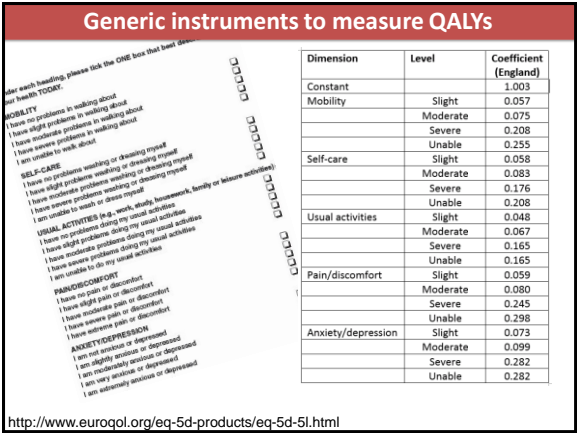 Generic instruments to measure QALYs
der each heading, please tick the ONE box that best
ur health TODAY.
MOBILITY
I have no problems in walking about
I have slight problems in walking about
I have moderate problems in walking about
I have severe problems in walking about
I am unable to walk about
SELF-CARE
I have no problems washing or dressing myself
I have slight problems washing or dressing myself
I have moderate problems washing or dressing myself
I have severe problems washing or dressing myself
I am unable to wash or dress myself
USUAL ACTIVITIES (e.g., work, study, housework, family or leisure activities)
I have no problems doing my usual activities
I have slight problems doing my usual activities
I have moderate problems doing my usual activities
I have severe problems doing my usual activities
I am unable to do my usual activities
PAIN/DISCOMFORT
I have no pain or discomfort
I have slight pain or discomfort
I have moderate pain or discomfort
I have severe pain or discomfort
I have extreme pain or discomfort
ANXIETY/DEPRESSION
I am not anxious or depressed
I am slightly anxious or depressed
I am moderately anxious or depressed
I am very anxious or depressed
I am extremely anxious or depressed
Dimension Level Coefficient
(England)
Constant 1.003
Mobility Slight 0.057
Moderate 0.075
Severe 0.208
Unable 0.255
Self-care Slight 0.058
Moderate 0.083
Severe 0.176
Unable 0.208
Usual activities Slight 0.048
Moderate 0.067
Severe 0.165
Unable 0.165
Pain/discomfort Slight 0.059
Moderate 0.080
Severe 0.245
Unable 0.298
Anxiety/depression Slight 0.073
Moderate 0.099
Severe 0.282
Unable 0.282
http://www.euroqol.org/eq-5d-products/eq-5d-5l.html